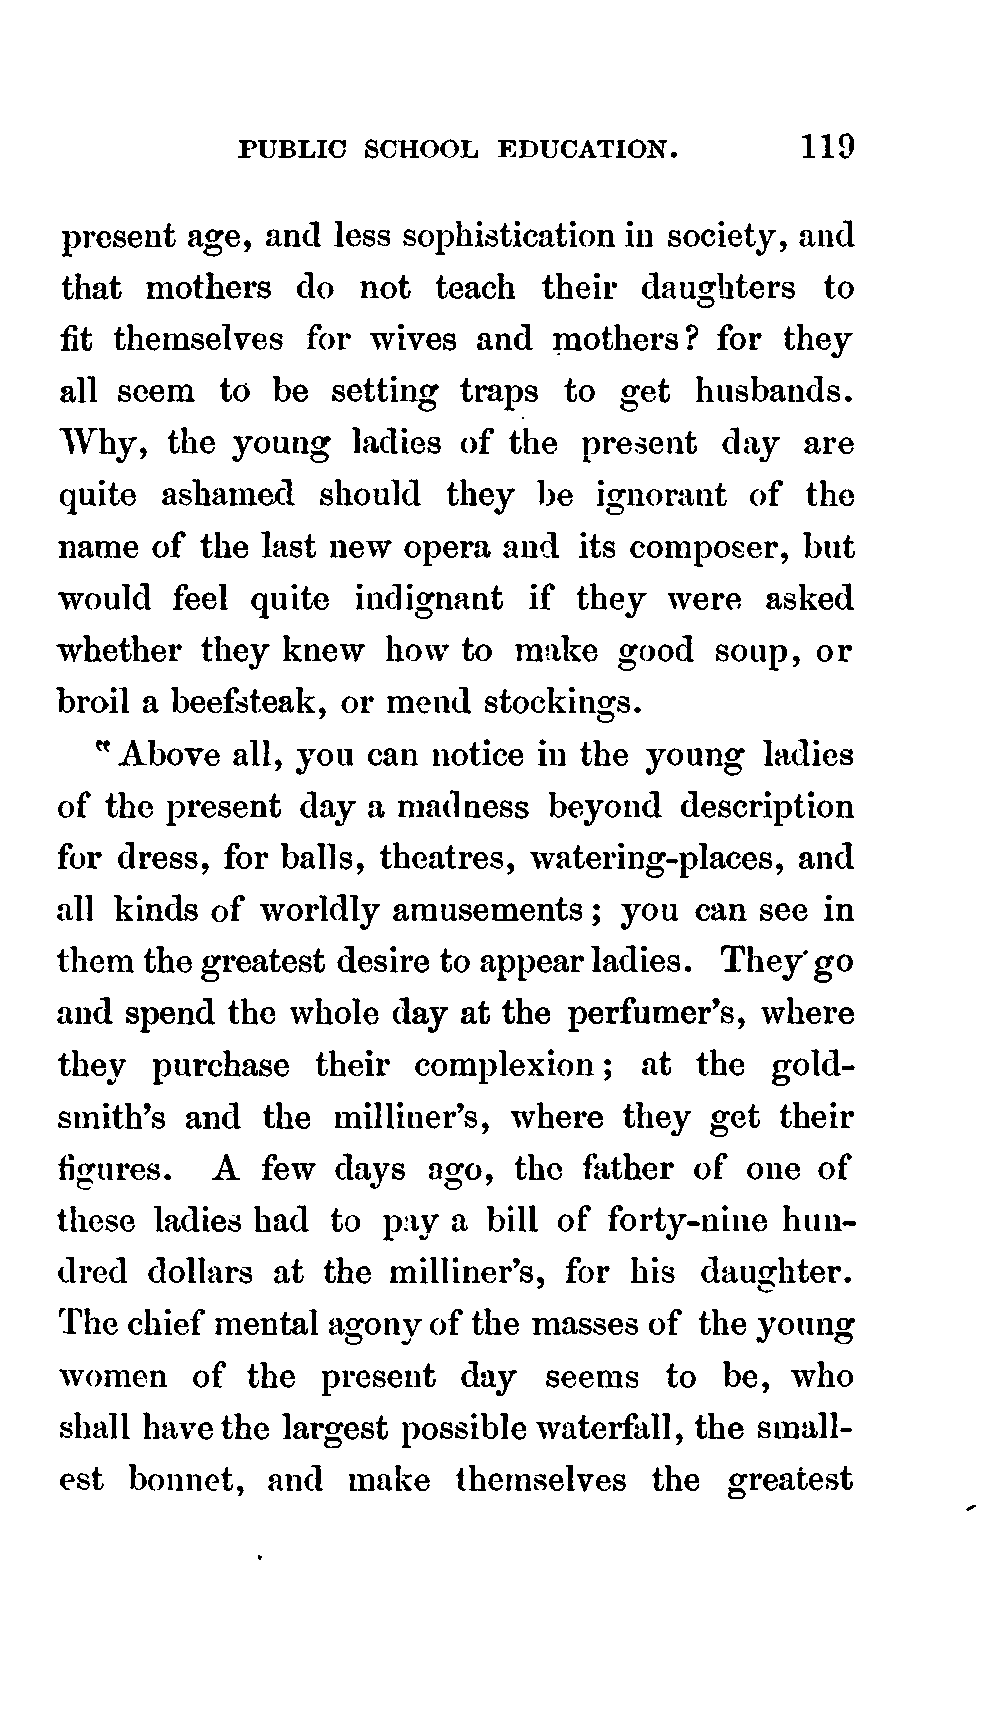 PUBLIC SCHOOL EDUCATION. 119
present age, and less sophistication in society, and
that mothers do not teach their daughters to
fit themselves for wives and mothers? for they
all seem to be setting traps to get husbands.
Why, the young ladies of the present day are
quite ashamed should they be ignorant of the
name of the last new opera and its composer, but
would feel quite indignant if they were asked
whether they knew how to make good soup, or
broil a beefsteak, or mend stockings.
"Above all, you can notice in the young ladies
of the present day a madness beyond description
for dress, for balls, theatres, watering-places, and
all kinds of worldly amusements; you can see in
them the greatest desire to appear ladies. They go
and spend the whole day at the perfumer's, where
they purchase their complexion; at the gold-
smith's and the milliner's, where they get their
figures. A few days ago, the father of one of
these ladies had to pay a bill of forty-nine hun-
dred dollars at the milliner's, for his daughter.
The chief mental agony of the masses of the young
women of the present day seems to be, who
shall have the largest possible waterfall, the small-
est bonnet, and make themselves the greatest